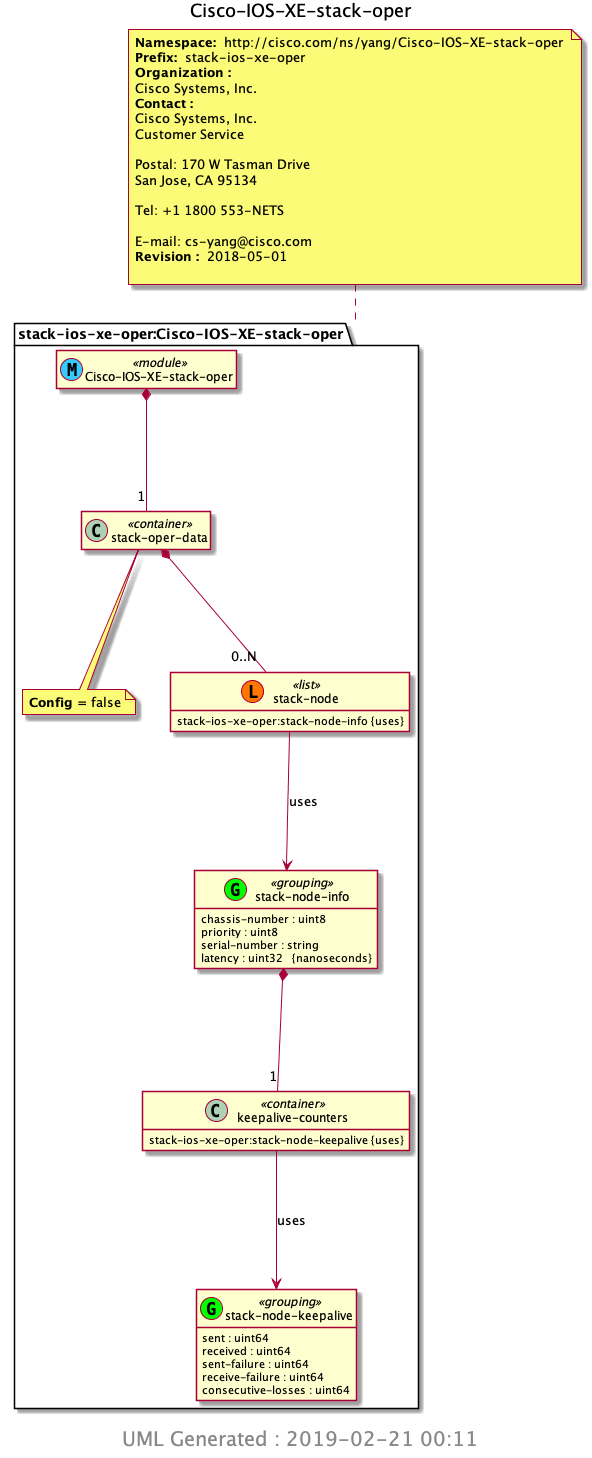 Cisco-IOS-XE-stack-oper
Namespace: http://cisco.com/ns/yang/Cisco-IOS-XE-stack-oper
Prefix: stack-ios-xe-oper
Organization :
Cisco Systems, Inc.
Contact :
Cisco Systems, Inc.
Customer Service
Postal: 170 W Tasman Drive
San Jose, CA 95134
Tel: +1 1800 553-NETS
E-mail: cs-yang@cisco.com
Revision : 2018-05-01
stack-ios-xe-oper:Cisco-IOS-XE-stack-oper
M
«module»
Cisco-IOS-XE-stack-oper
1
C
«container»
stack-oper-data
0..N
Config = false
L
«list»
stack-node
stack-ios-xe-oper:stack-node-info {uses}
uses
G
«grouping»
stack-node-info
chassis-number : uint8
priority : uint8
serial-number : string
latency : uint32 {nanoseconds}
1
C
«container»
keepalive-counters
stack-ios-xe-oper:stack-node-keepalive {uses}
uses
G
«grouping»
stack-node-keepalive
sent : uint64
received : uint64
sent-failure : uint64
receive-failure : uint64
consecutive-losses : uint64
UML Generated : 2019-02-21 00:11